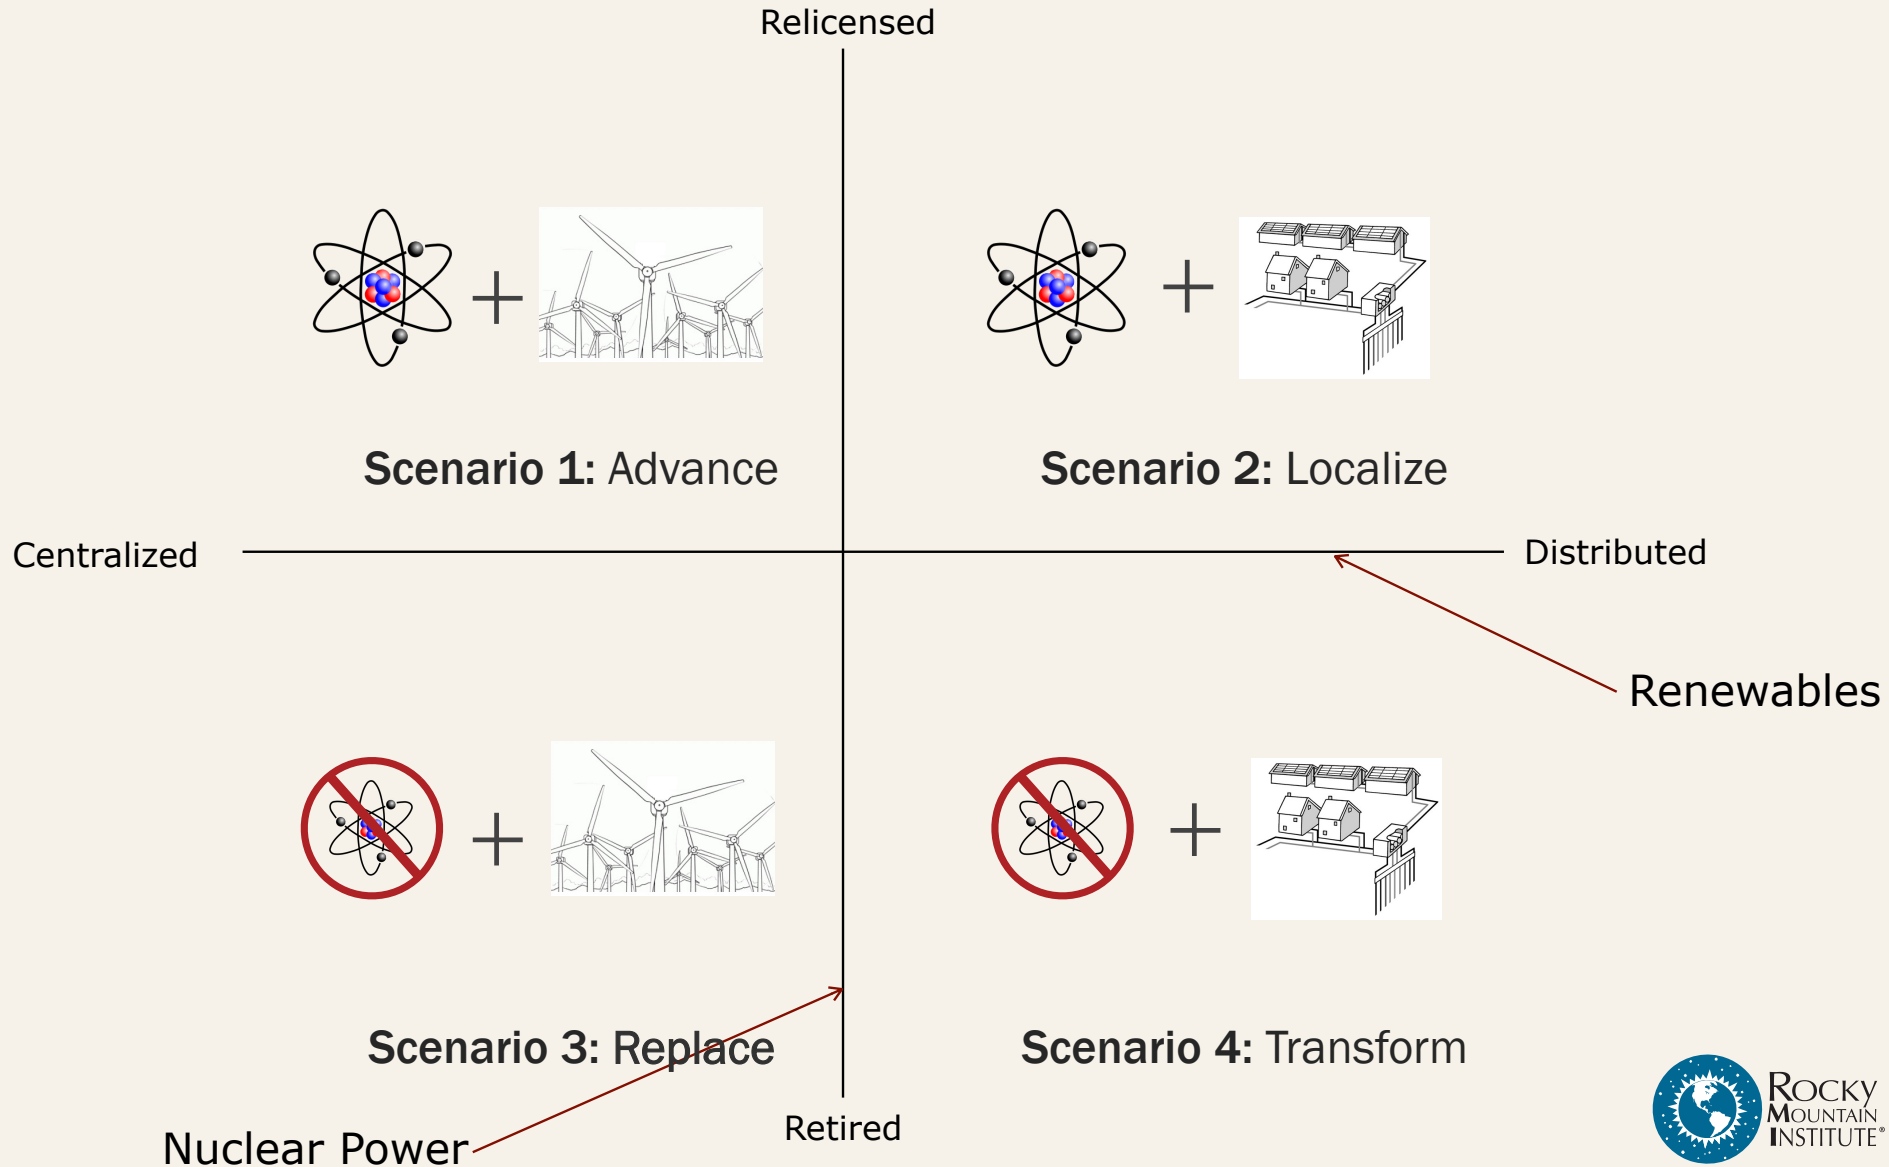 Relicensed
Scenario 1: Advance
Scenario 2: Localize
Centralized
Distributed
Renewables
Scenario 3: Replace
Scenario 4: Transform
Retired
Nuclear Power
ROCKY
MOUNTAIN
INSTITUTE®